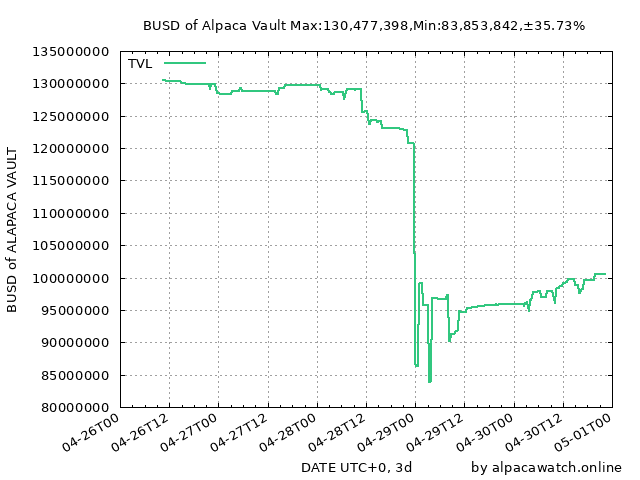 BUSD of Alpaca Vault Max:130,477,398,Min:83,853,842,±35.73%
TVL
135000000
130000000
125000000
120000000
115000000
110000000
105000000
100000000
95000000
90000000
85000000
80000000
BUSD of ALAPACA VAULT
04-26T00
04-26T12
04-27T00
04-27T12
04-28T00
04-28T12
04-29T00
04-29T12
04-30T00
04-30T12
05-01T00
DATE UTC+0, 3d
by alpacawatch.online